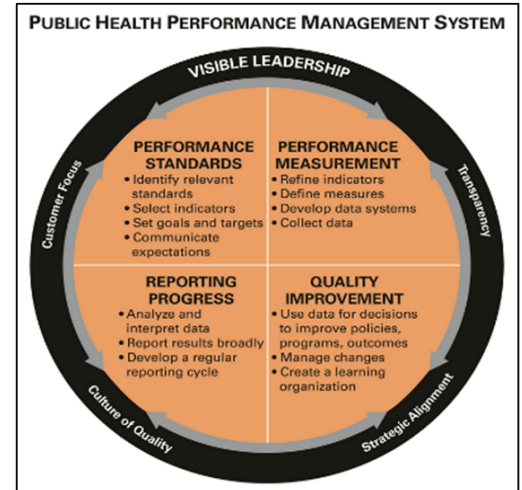 PUBLIC HEALTH PERFORMANCE MANAGEMENT SYSTEM
VISIBLE LEADERSHIP
Customer Focus
Transparency
PERFORMANCE
STANDARDS
• Identify relevant
standards
• Select indicators
• Set goals and targets
• Communicate
expectations
PERFORMANCE
MEASUREMENT
• Refine indicators
• Define measures
• Develop data systems
• Collect data
REPORTING
PROGRESS
• Analyze and
interpret data
• Report results broadly
• Develop a regular
reporting cycle
QUALITY
IMPROVEMENT
• Use data for decisions
to improve policies,
programs, outcomes
• Manage changes
• Create a learning
organization
Culture of Quality
Strategic Alignment